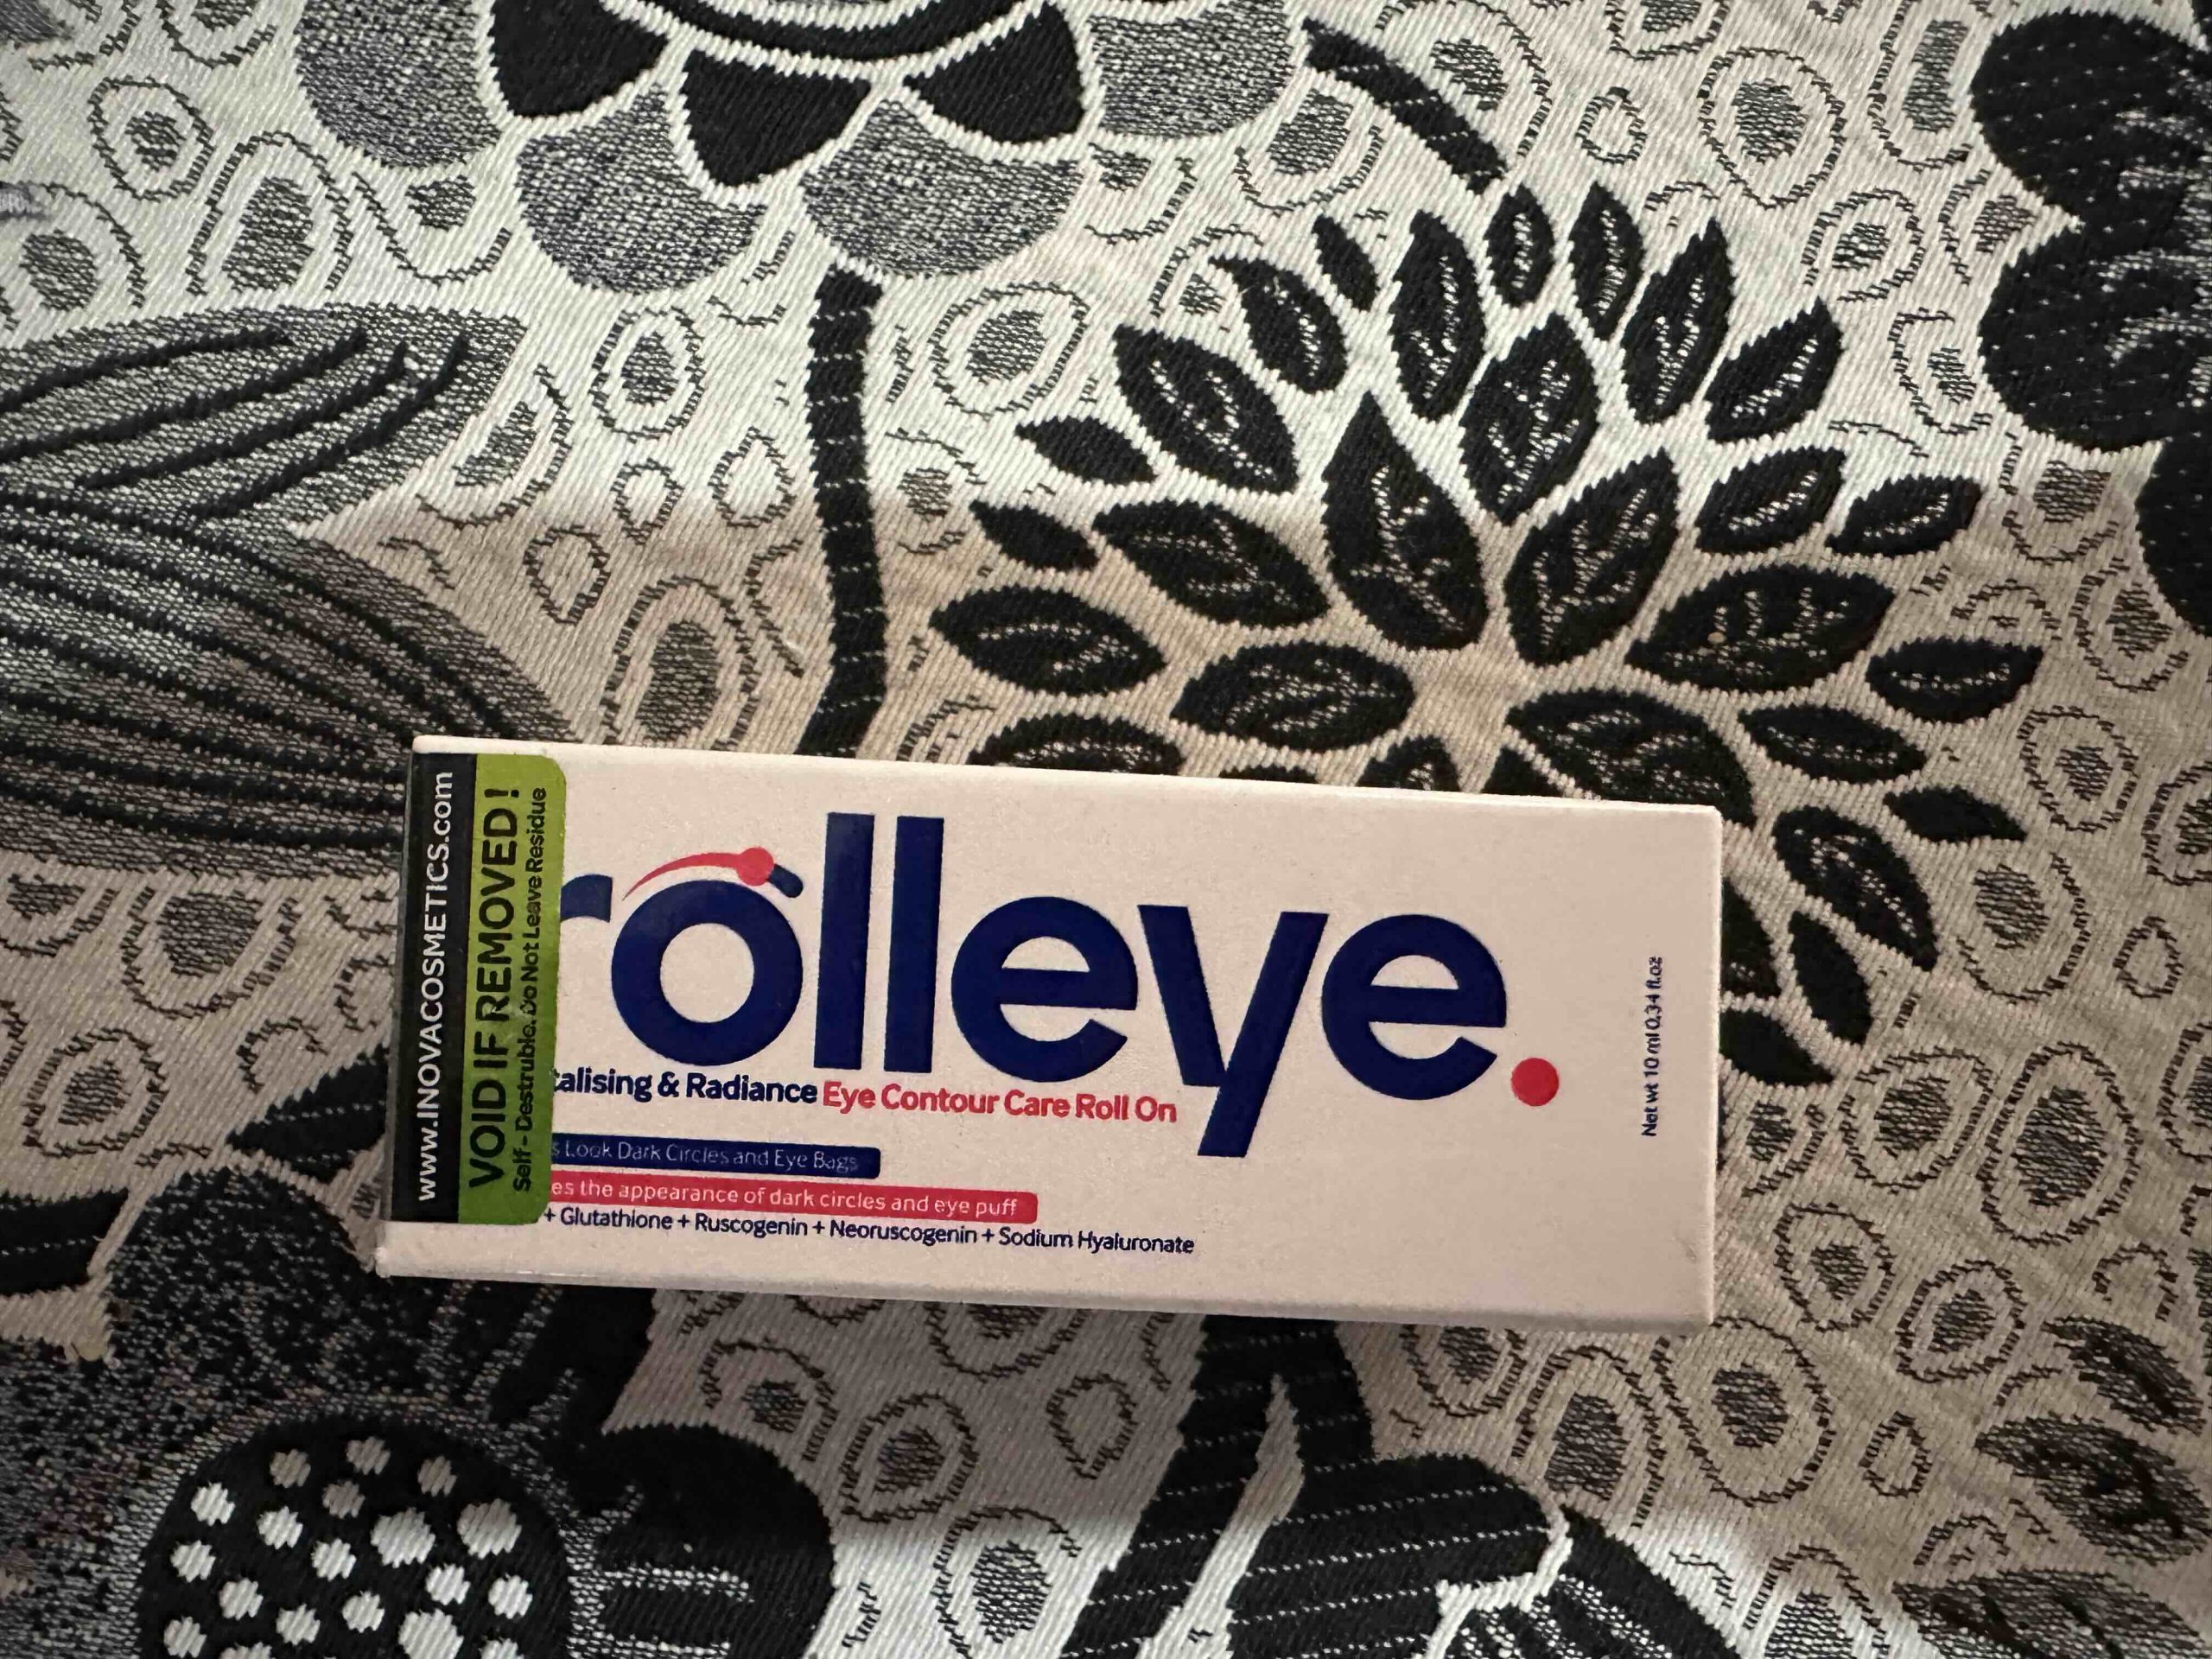 www.INOVACOSMETICS.com
VOID IF REMOVED!
Self - Destruble. Do Not Leave Residue
rolleye.
talising & Radiance Eye Contour Care Roll On
s Look Dark Circles and Eye Bags
es the appearance of dark circles and eye puff
+ Glutathione + Ruscogenin + Neoruscogenin + Sodium Hyaluronate
Net wt 10 ml 0.34 fl.oz